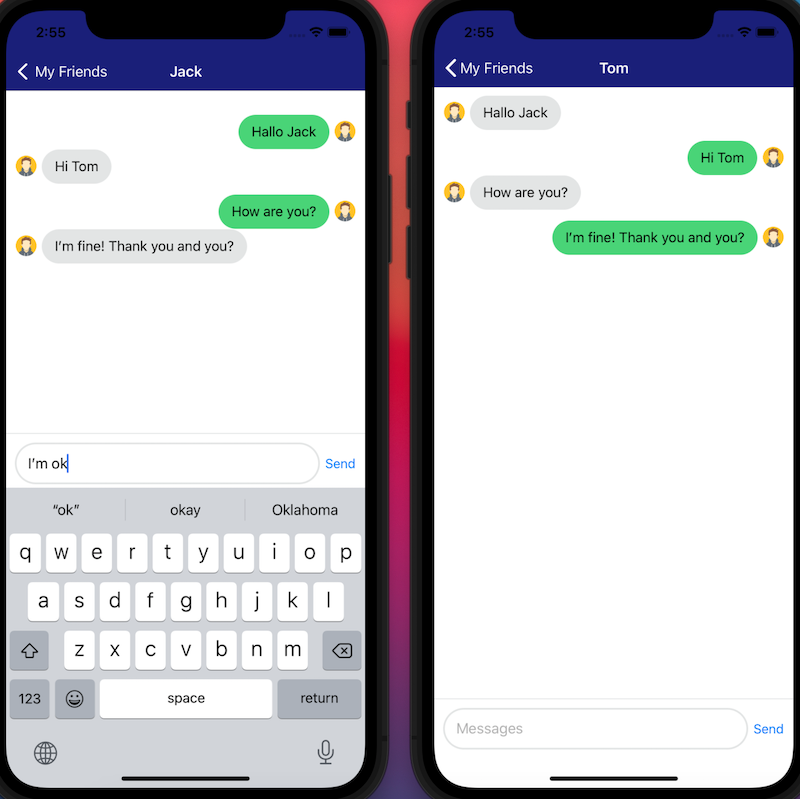 2:55
My Friends Jack
Hallo Jack
Hi Tom
How are you?
I’m fine! Thank you and you?
I’m ok
Send
“ok” okay Oklahoma
q w e r t y u i o p
a s d f g h j k l
z x c v b n m
123 space return
2:55
My Friends Tom
Hallo Jack
Hi Tom
How are you?
I’m fine! Thank you and you?
Messages Send